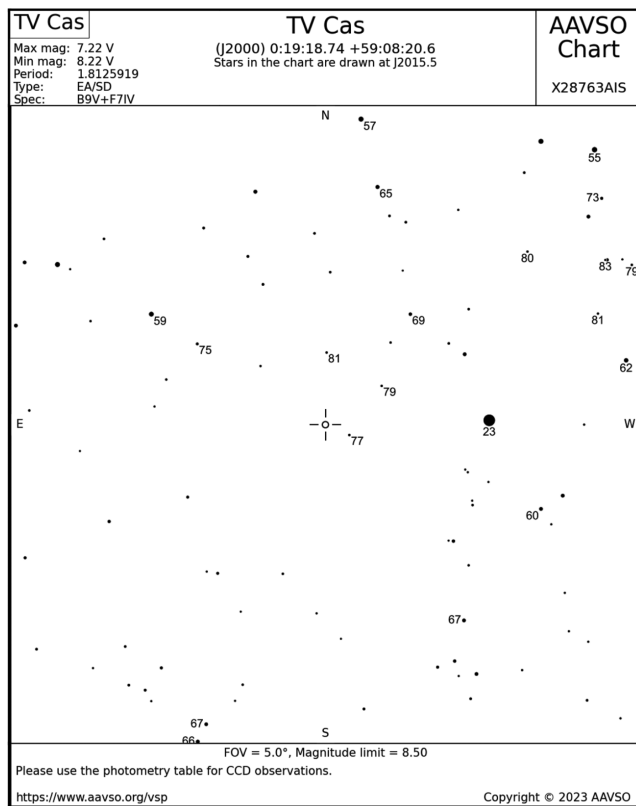 TV Cas
Max mag: 7.22 V
Min mag: 8.22 V
Period: 1.8125919
Type: EA/SD
Spec: B9V+F7IV
TV Cas
(J2000) 0:19:18.74 +59:08:20.6
Stars in the chart are drawn at J2015.5
AAVSO
Chart
X28763AIS
N
57
55
65
73
80
83
79
59
69
81
75
81
62
79
E
W
77
23
60
67
67
66
S
FOV = 5.0°, Magnitude limit = 8.50
Please use the photometry table for CCD observations.
https://www.aavso.org/vsp
Copyright © 2023 AAVSO